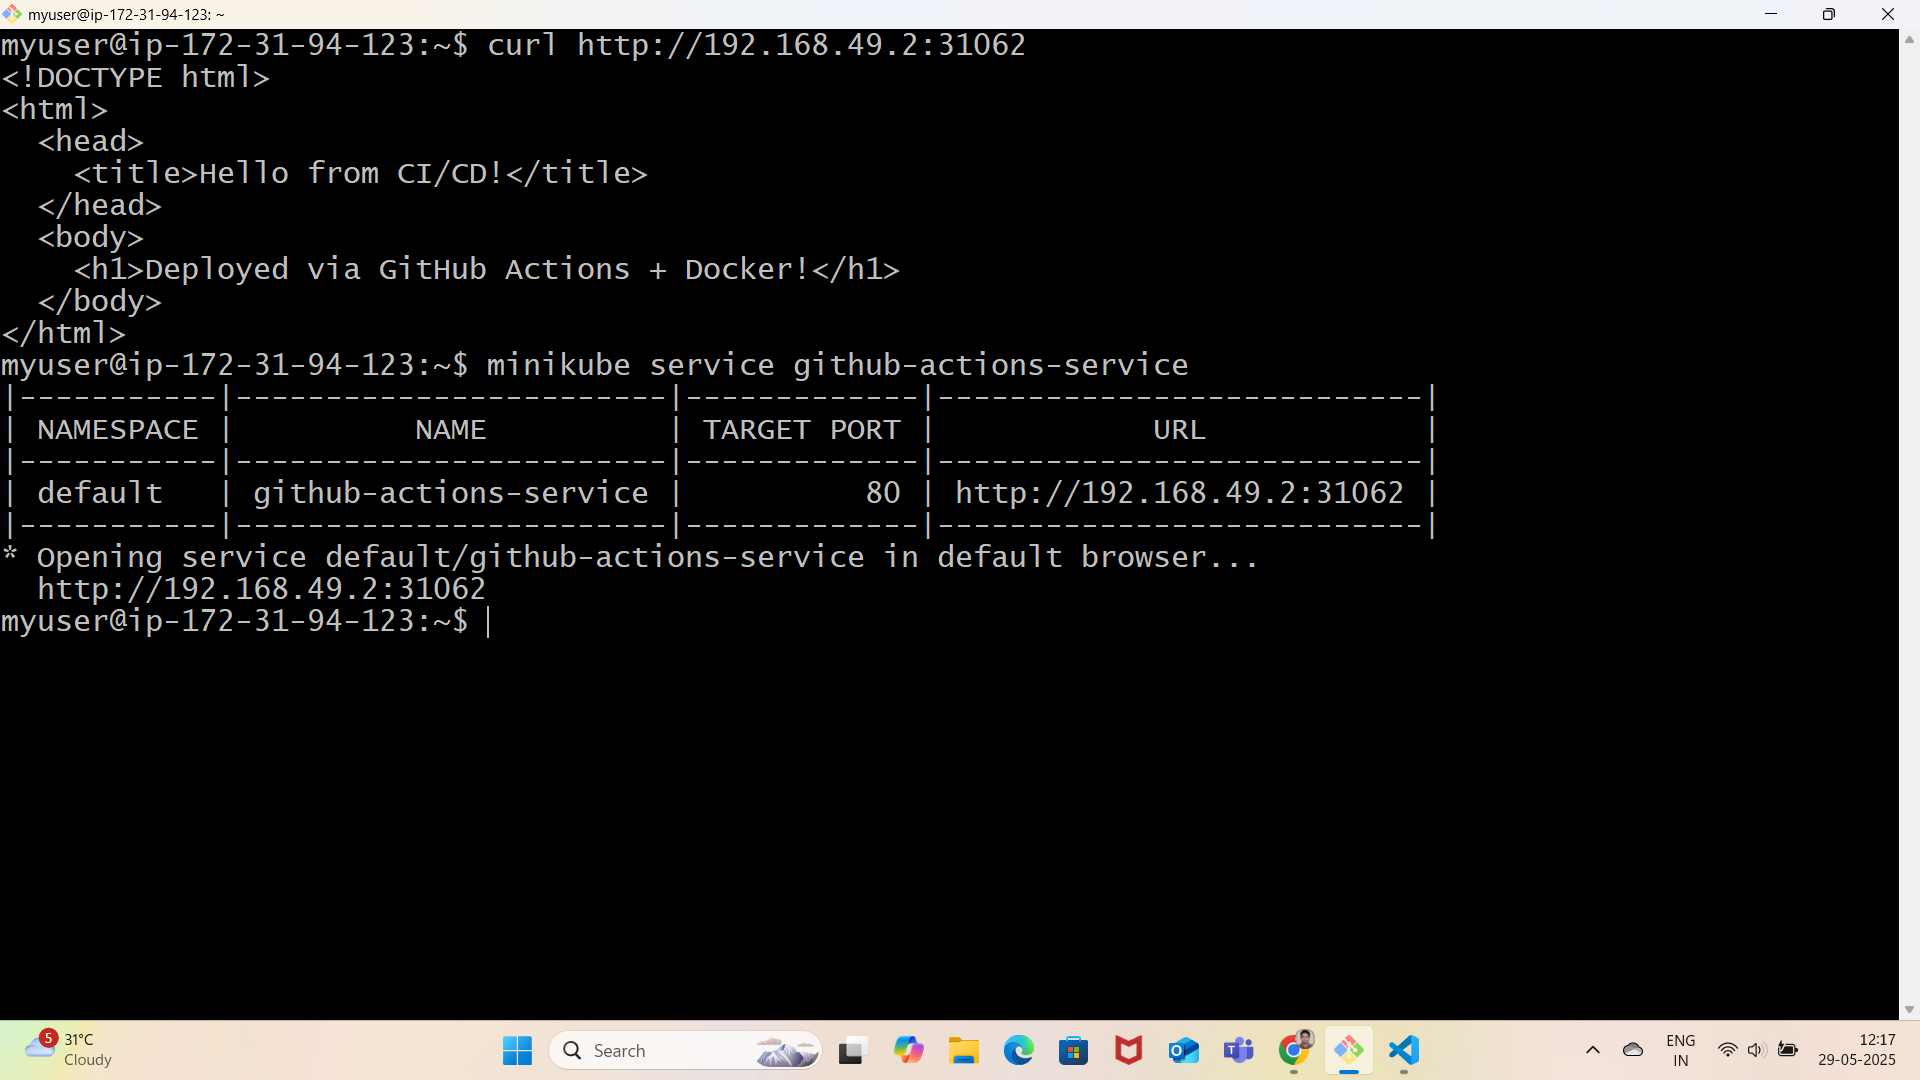 myuser@ip-172-31-94-123: ~
myuser@ip-172-31-94-123:~$ curl http://192.168.49.2:31062
<!DOCTYPE html>
<html>
  <head>
    <title>Hello from CI/CD!</title>
  </head>
  <body>
    <h1>Deployed via GitHub Actions + Docker!</h1>
  </body>
</html>
myuser@ip-172-31-94-123:~$ minikube service github-actions-service
|-----------|------------------------|-------------|---------------------------|
| NAMESPACE |          NAME          | TARGET PORT |            URL            |
|-----------|------------------------|-------------|---------------------------|
| default   | github-actions-service |          80 | http://192.168.49.2:31062 |
|-----------|------------------------|-------------|---------------------------|
* Opening service default/github-actions-service in default browser...
  http://192.168.49.2:31062
myuser@ip-172-31-94-123:~$
5
31°C
Cloudy
Search
ENG
IN
12:17
29-05-2025